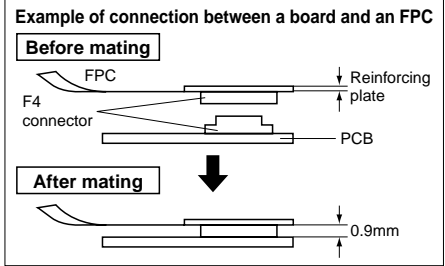 Example of connection between a board and an FPC
Before mating
FPC
Reinforcing
plate
F4
connector
PCB
After mating
0.9mm